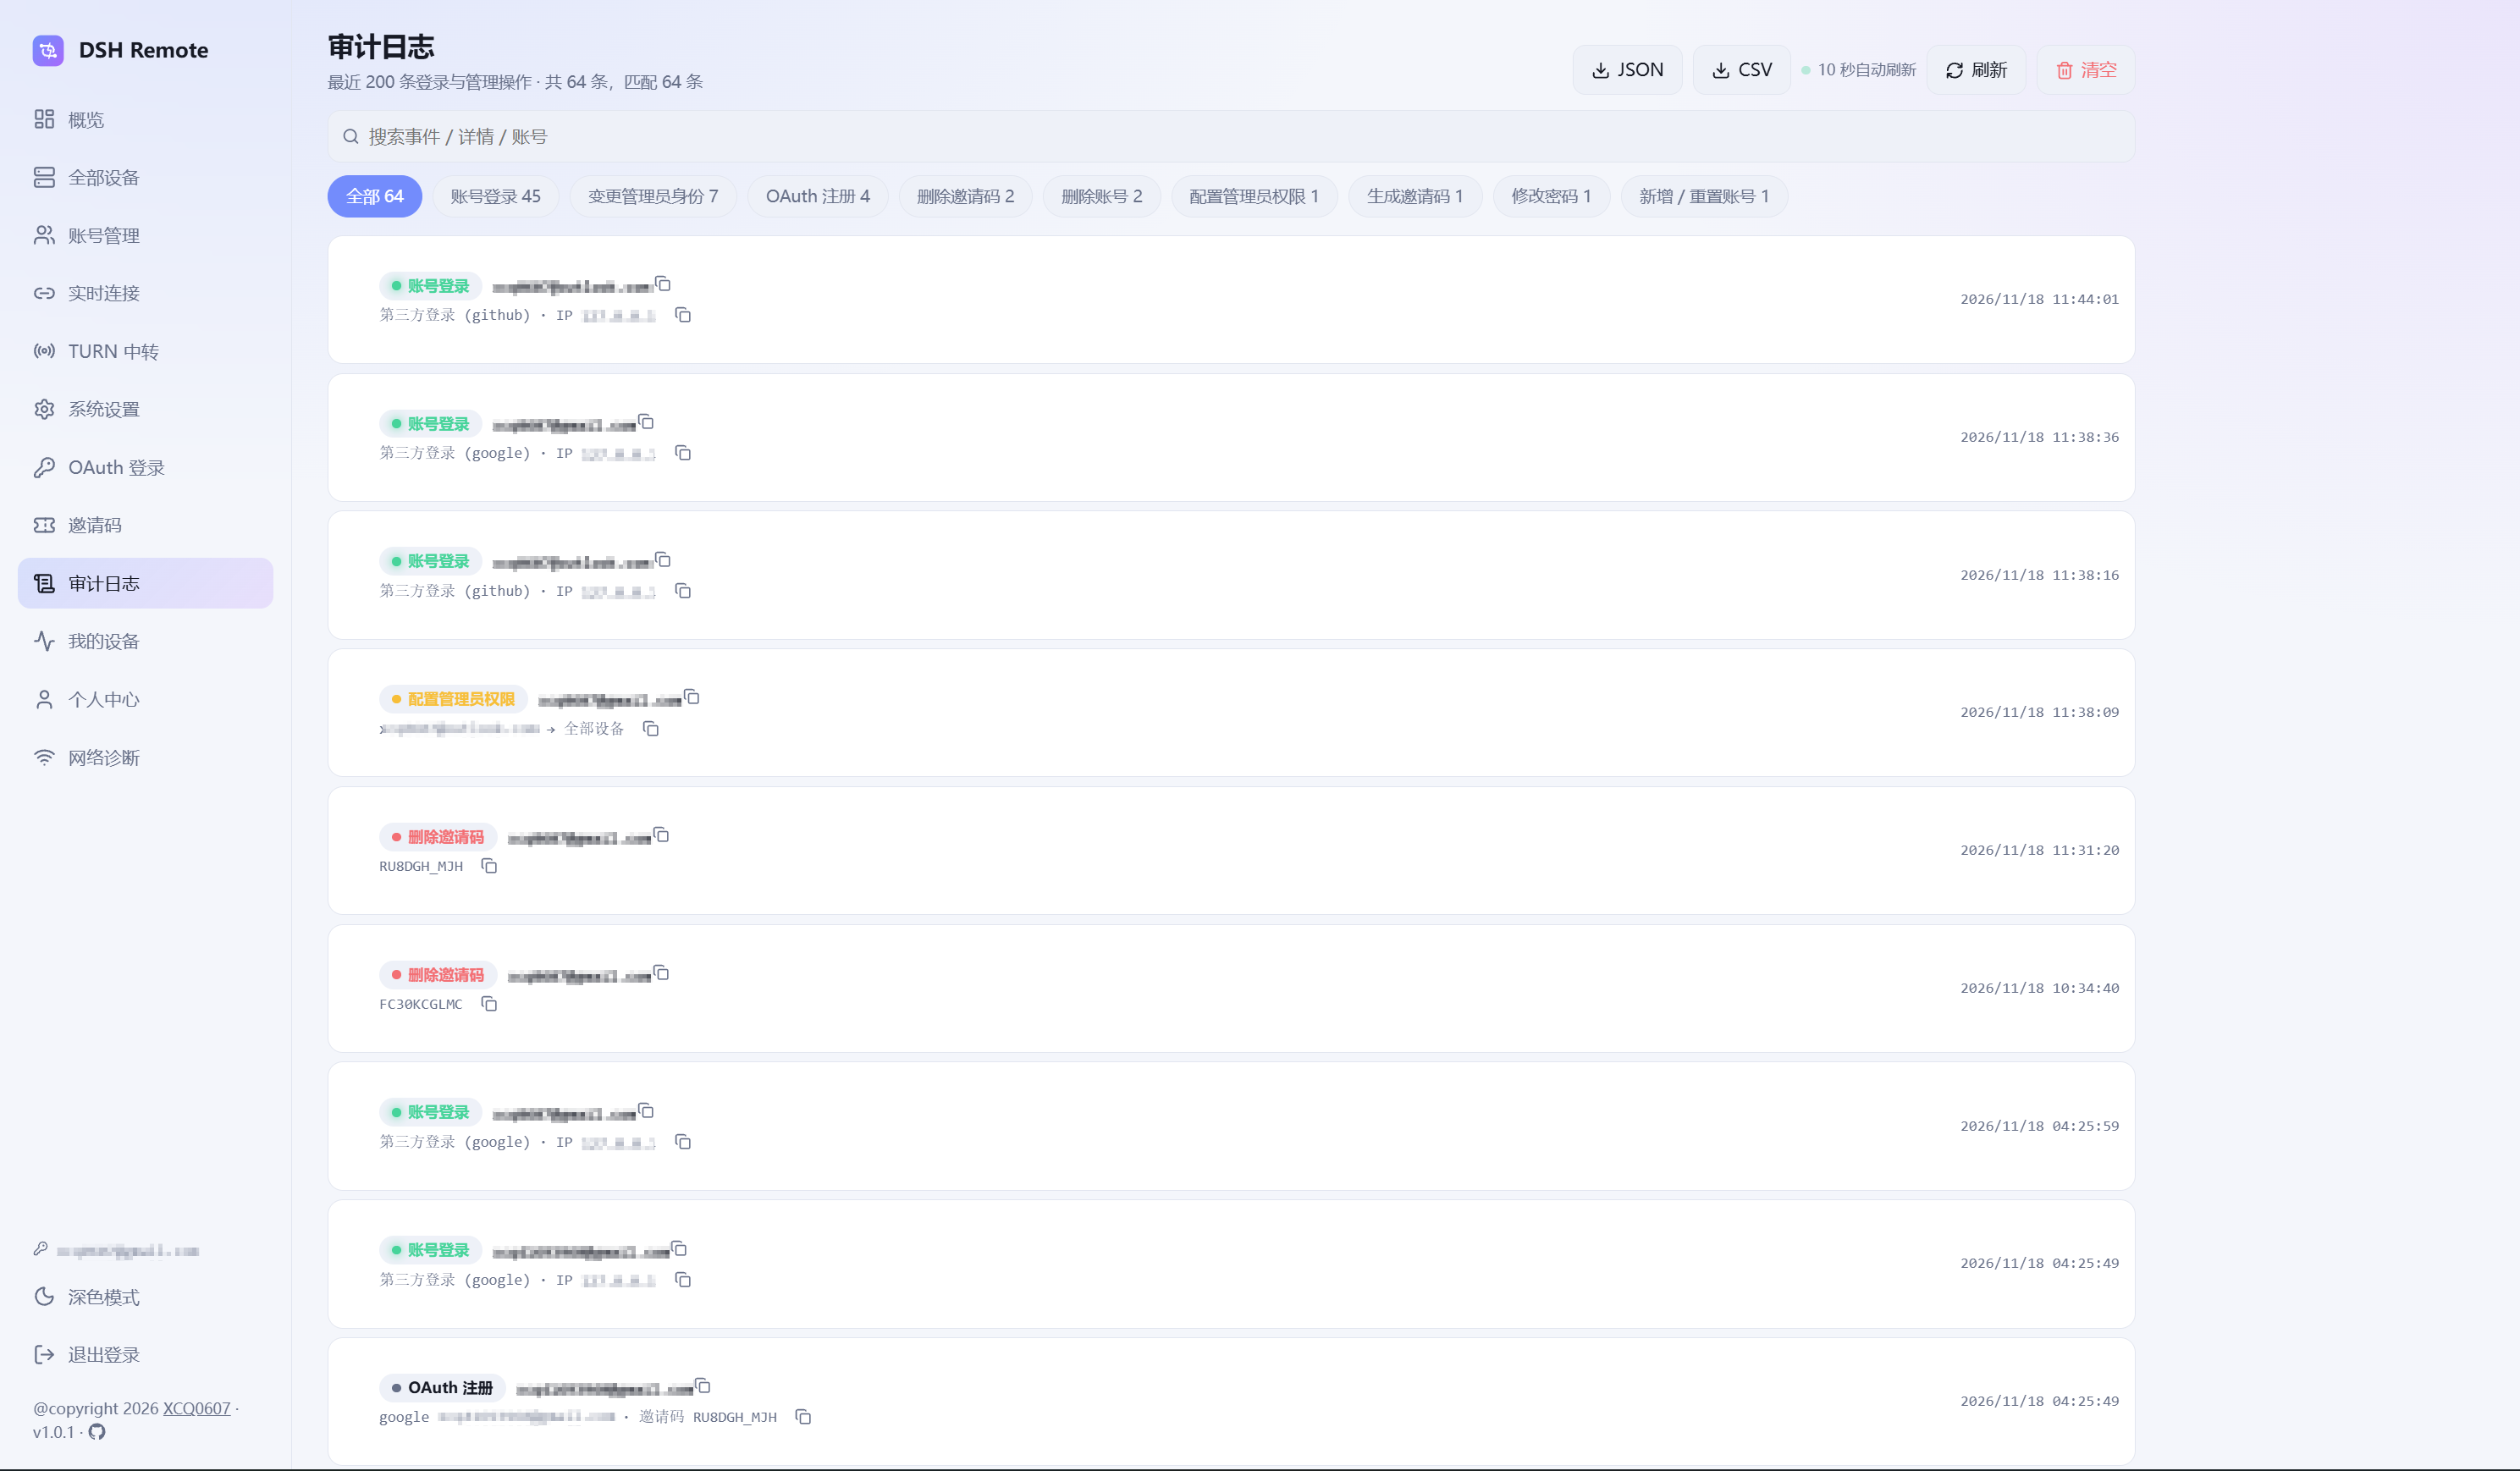 DSH Remote
概览
全部设备
账号管理
实时连接
TURN 中转
系统设置
OAuth 登录
邀请码
审计日志
我的设备
个人中心
网络诊断
深色模式
退出登录
@copyright 2026 XCQ0607 ·
v1.0.1 ·
审计日志
最近 200 条登录与管理操作 · 共 64 条，匹配 64 条
JSON
CSV
10 秒自动刷新
刷新
清空
搜索事件 / 详情 / 账号
全部 64
账号登录 45
变更管理员身份 7
OAuth 注册 4
删除邀请码 2
删除账号 2
配置管理员权限 1
生成邀请码 1
修改密码 1
新增 / 重置账号 1
账号登录
第三方登录 (github) · IP
2026/11/18 11:44:01
账号登录
第三方登录 (google) · IP
2026/11/18 11:38:36
账号登录
第三方登录 (github) · IP
2026/11/18 11:38:16
配置管理员权限
→ 全部设备
2026/11/18 11:38:09
删除邀请码
RU8DGH_MJH
2026/11/18 11:31:20
删除邀请码
FC30KCGLMC
2026/11/18 10:34:40
账号登录
第三方登录 (google) · IP
2026/11/18 04:25:59
账号登录
第三方登录 (google) · IP
2026/11/18 04:25:49
OAuth 注册
google · 邀请码 RU8DGH_MJH
2026/11/18 04:25:49